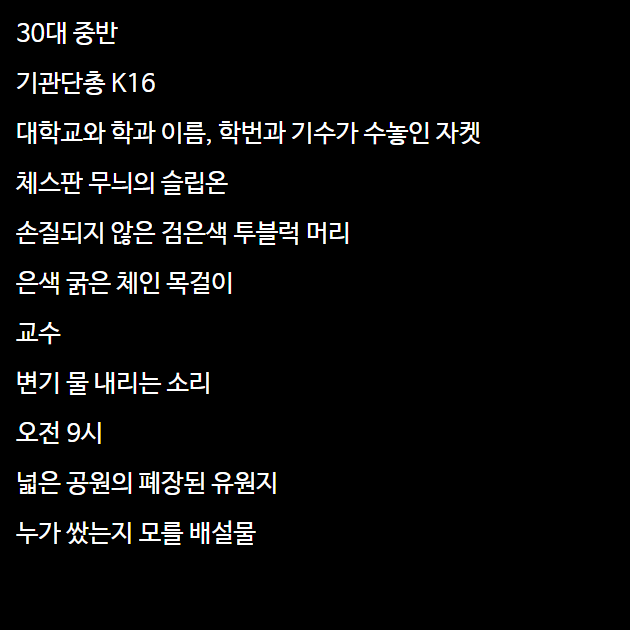 30대 중반
기관단총 K16
대학교와 학과 이름, 학번과 기수가 수놓인 자켓
체스판 무늬의 슬립온
손질되지 않은 검은색 투블럭 머리
은색 굵은 체인 목걸이
교수
변기 물 내리는 소리
오전 9시
넓은 공원의 폐장된 유원지
누가 쌌는지 모를 배설물